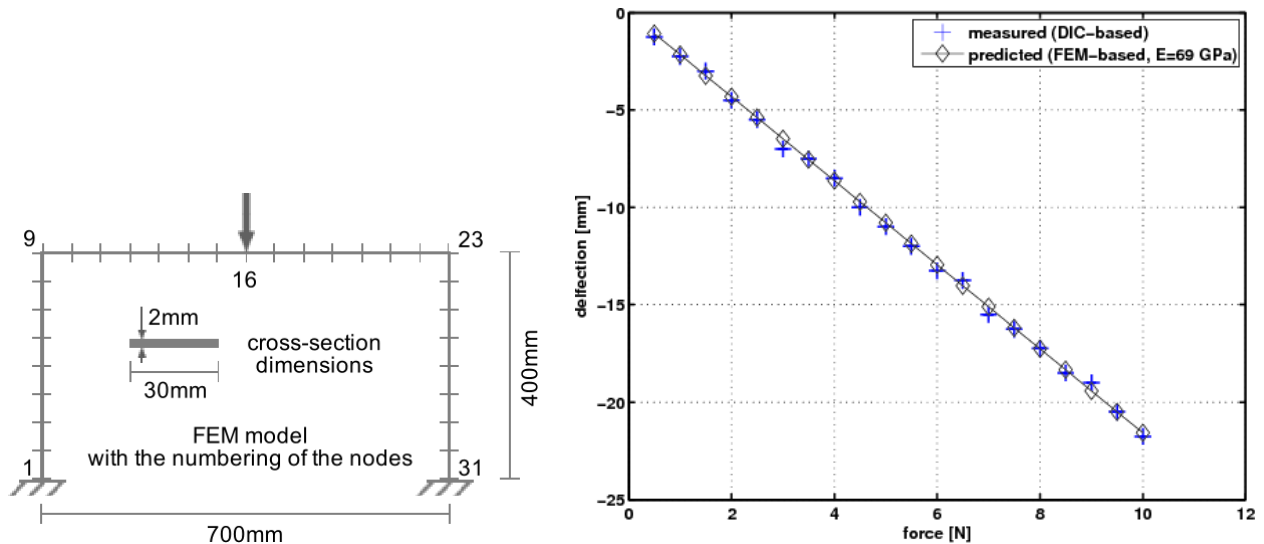 9
23
16
2mm
30mm
cross-section
dimensions
400mm
FEM model
with the numbering of the nodes
1
31
700mm
measured (DIC-based)
predicted (FEM-based, E=69 GPa)
delfection [mm]
0
-5
-10
-15
-20
-25
0 2 4 6 8 10 12
force [N]